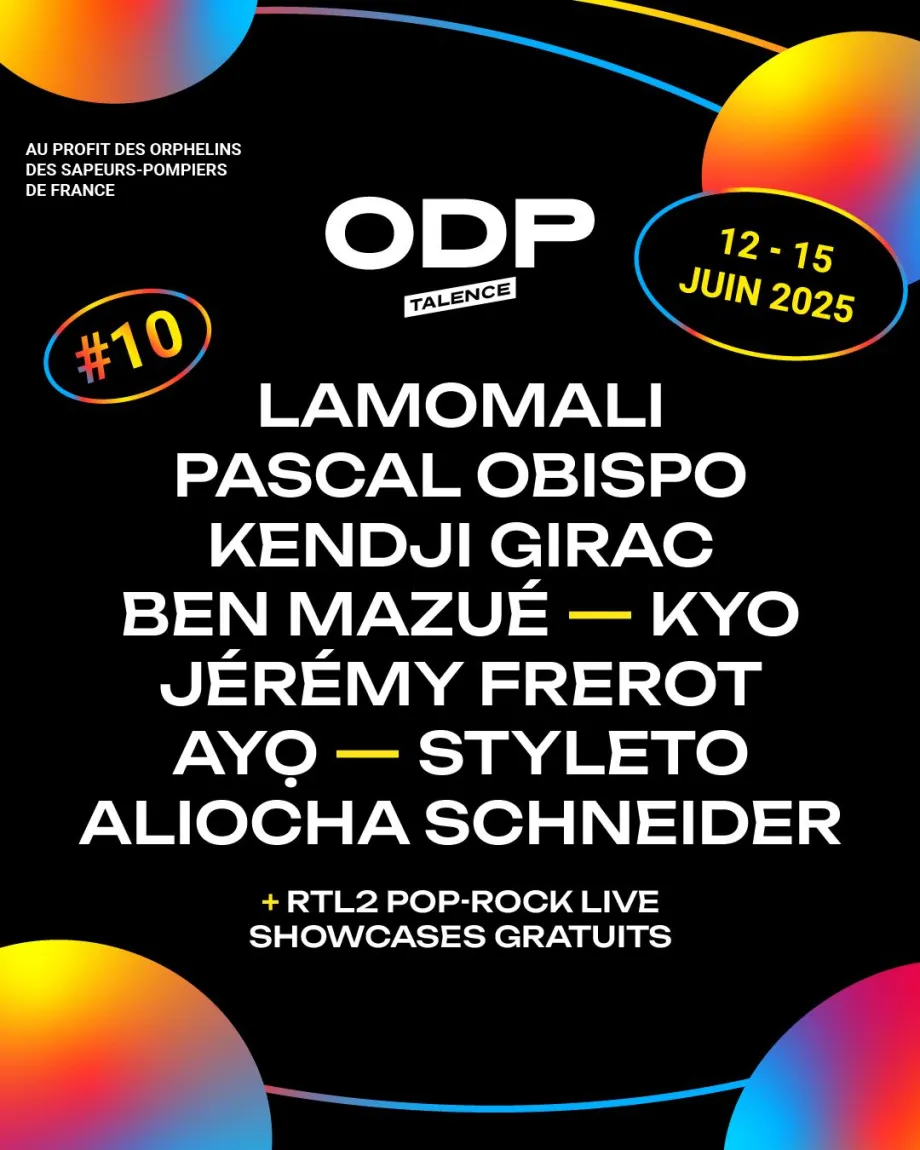 AU PROFIT DES ORPHELINS
DES SAPEURS-POMPIERS
DE FRANCE
ODP
TALENCE
12 - 15
JUIN 2025
#10
LAMOMALI
PASCAL OBISPO
KENDJI GIRAC
BEN MAZUÉ — KYO
JÉRÉMY FREROT
AYỌ — STYLETO
ALIOCHA SCHNEIDER
+ RTL2 POP-ROCK LIVE
SHOWCASES GRATUITS